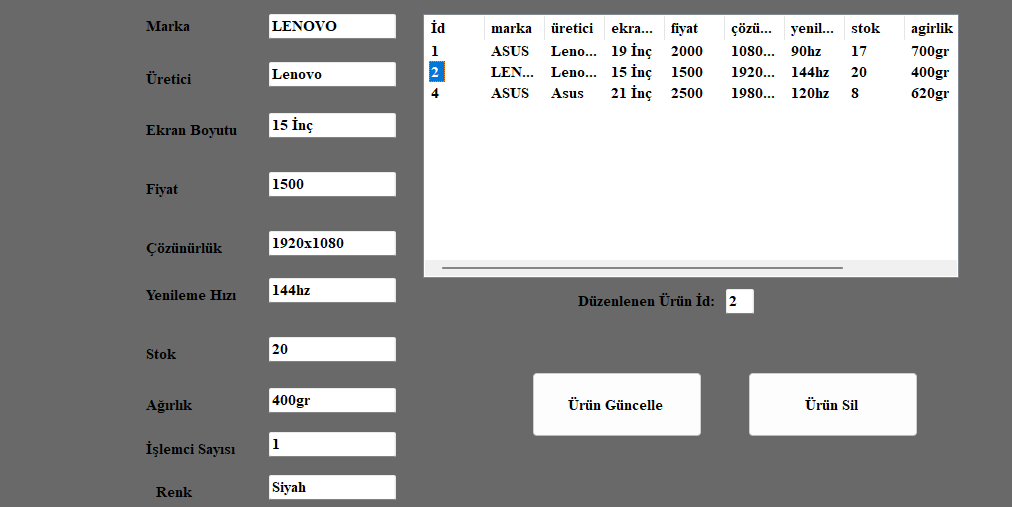 Marka LENOVO
Üretici Lenovo
Ekran Boyutu 15 İnç
Fiyat 1500
Çözünürlük 1920x1080
Yenileme Hızı 144hz
Stok 20
Ağırlık 400gr
İşlemci Sayısı 1
Renk Siyah
İd marka üretici ekra... fiyat çözü... yenil... stok agirlik
1 ASUS Leno... 19 İnç 2000 1080... 90hz 17 700gr
2 LEN... Leno... 15 İnç 1500 1920... 144hz 20 400gr
4 ASUS Asus 21 İnç 2500 1980... 120hz 8 620gr
Düzenlenen Ürün İd: 2
Ürün Güncelle Ürün Sil